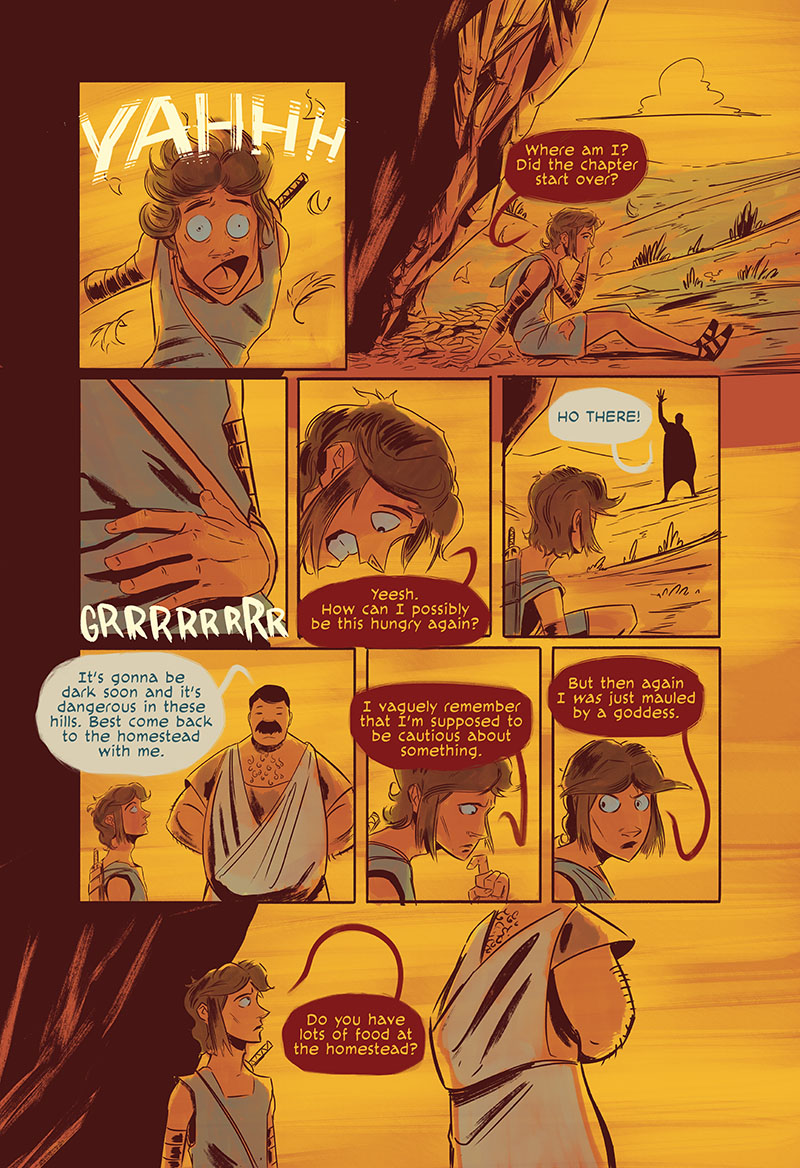 YAHHHH
Where am I?
Did the chapter
start over?
GRRRRRRRR
Yeesh.
How can I possibly
be this hungry again?
HO THERE!
It's gonna be
dark soon and it's
dangerous in these
hills. Best come back
to the homestead
with me.
I vaguely remember
that I'm supposed to
be cautious about
something.
But then again
I was just mauled
by a goddess.
Do you have
lots of food at
the homestead?